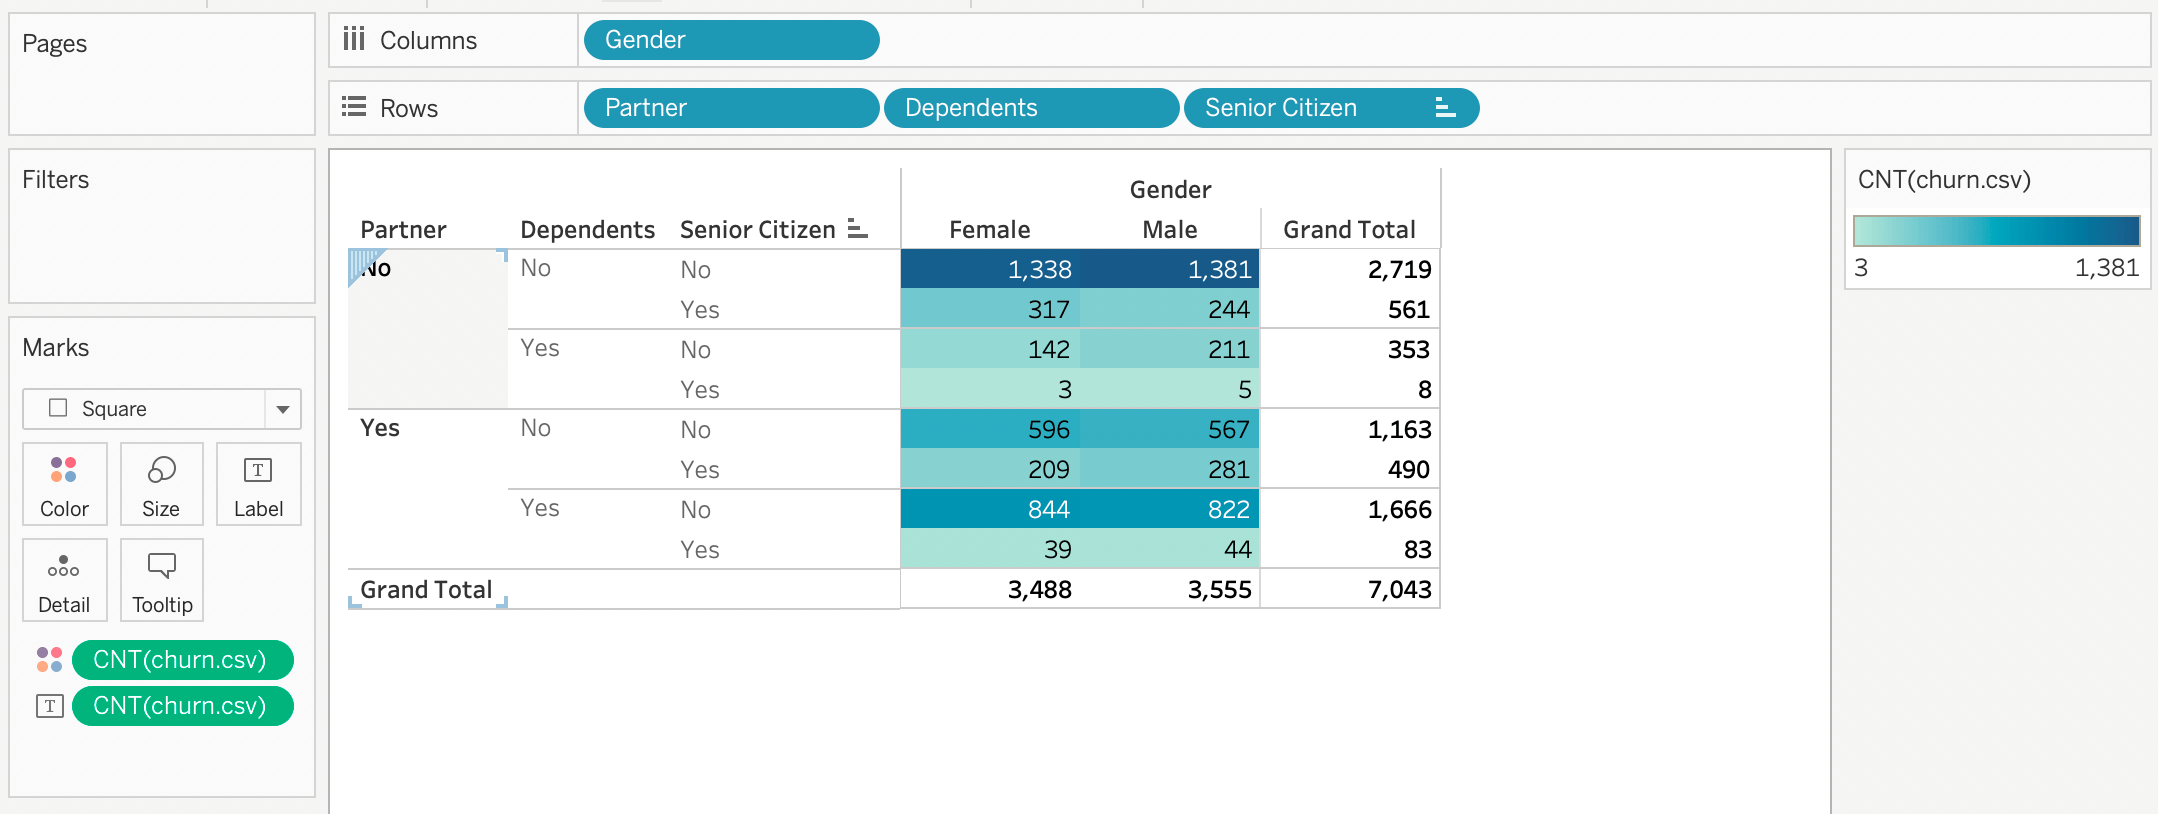 Pages
Columns Gender
Rows Partner Dependents Senior Citizen
Filters
Marks
Square
Color Size Label
Detail Tooltip
CNT(churn.csv)
CNT(churn.csv)
Gender
Partner Dependents Senior Citizen Female Male Grand Total
No No No 1,338 1,381 2,719
Yes 317 244 561
Yes No 142 211 353
Yes 3 5 8
Yes No No 596 567 1,163
Yes 209 281 490
Yes No 844 822 1,666
Yes 39 44 83
Grand Total 3,488 3,555 7,043
CNT(churn.csv)
3 1,381